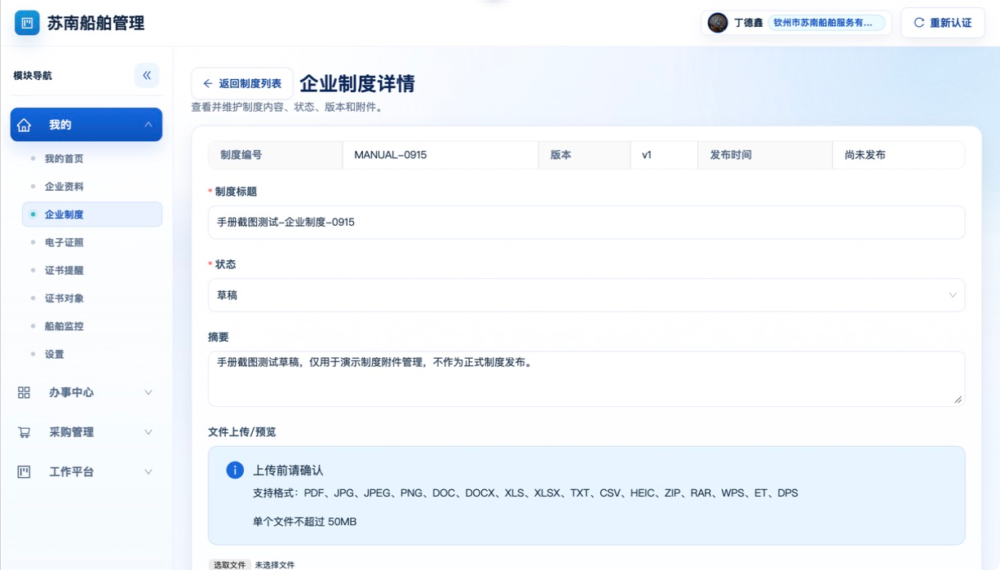 苏南船舶管理
丁德鑫 钦州市苏南船舶服务有... 重新认证
模块导航
我的
我的首页
企业资料
企业制度
电子证照
证书提醒
证书对象
船舶监控
设置
办事中心
采购管理
工作平台
返回制度列表 企业制度详情
查看并维护制度内容、状态、版本和附件。
制度编号 MANUAL-0915 版本 v1 发布时间 尚未发布
* 制度标题
手册截图测试-企业制度-0915
* 状态
草稿
摘要
手册截图测试草稿，仅用于演示制度附件管理，不作为正式制度发布。
文件上传/预览
上传前请确认
支持格式：PDF、JPG、JPEG、PNG、DOC、DOCX、XLS、XLSX、TXT、CSV、HEIC、ZIP、RAR、WPS、ET、DPS
单个文件不超过 50MB
选取文件 未选择文件